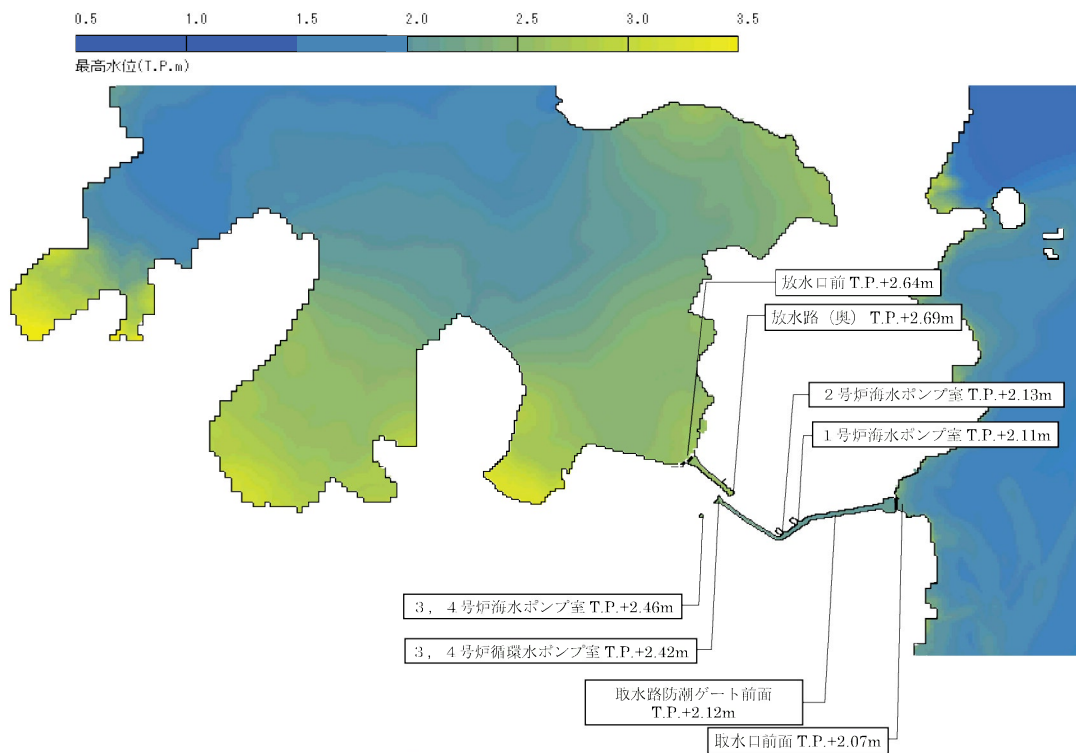 0.5 1.0 1.5 2.0 2.5 3.0 3.5
最高水位(T.P.m)
放水口前 T.P.+2.64m
放水路（奥） T.P.+2.69m
２号炉海水ポンプ室 T.P.+2.13m
１号炉海水ポンプ室 T.P.+2.11m
３，４号炉海水ポンプ室 T.P.+2.46m
３，４号炉循環水ポンプ室 T.P.+2.42m
取水路防潮ゲート前面
T.P.+2.12m
取水口前面 T.P.+2.07m